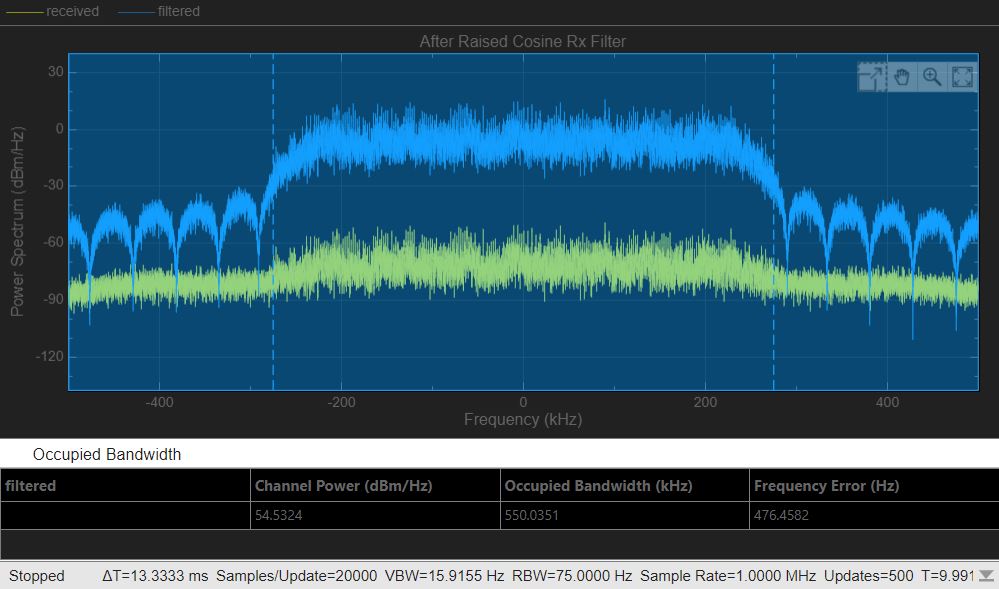 received filtered
After Raised Cosine Rx Filter
30
0
-30
-60
-90
-120
Power Spectrum (dBm/Hz)
-400 -200 0 200 400
Frequency (kHz)
Occupied Bandwidth
filtered Channel Power (dBm/Hz) Occupied Bandwidth (kHz) Frequency Error (Hz)
54.5324 550.0351 476.4582
Stopped ΔT=13.3333 ms Samples/Update=20000 VBW=15.9155 Hz RBW=75.0000 Hz Sample Rate=1.0000 MHz Updates=500 T=9.991